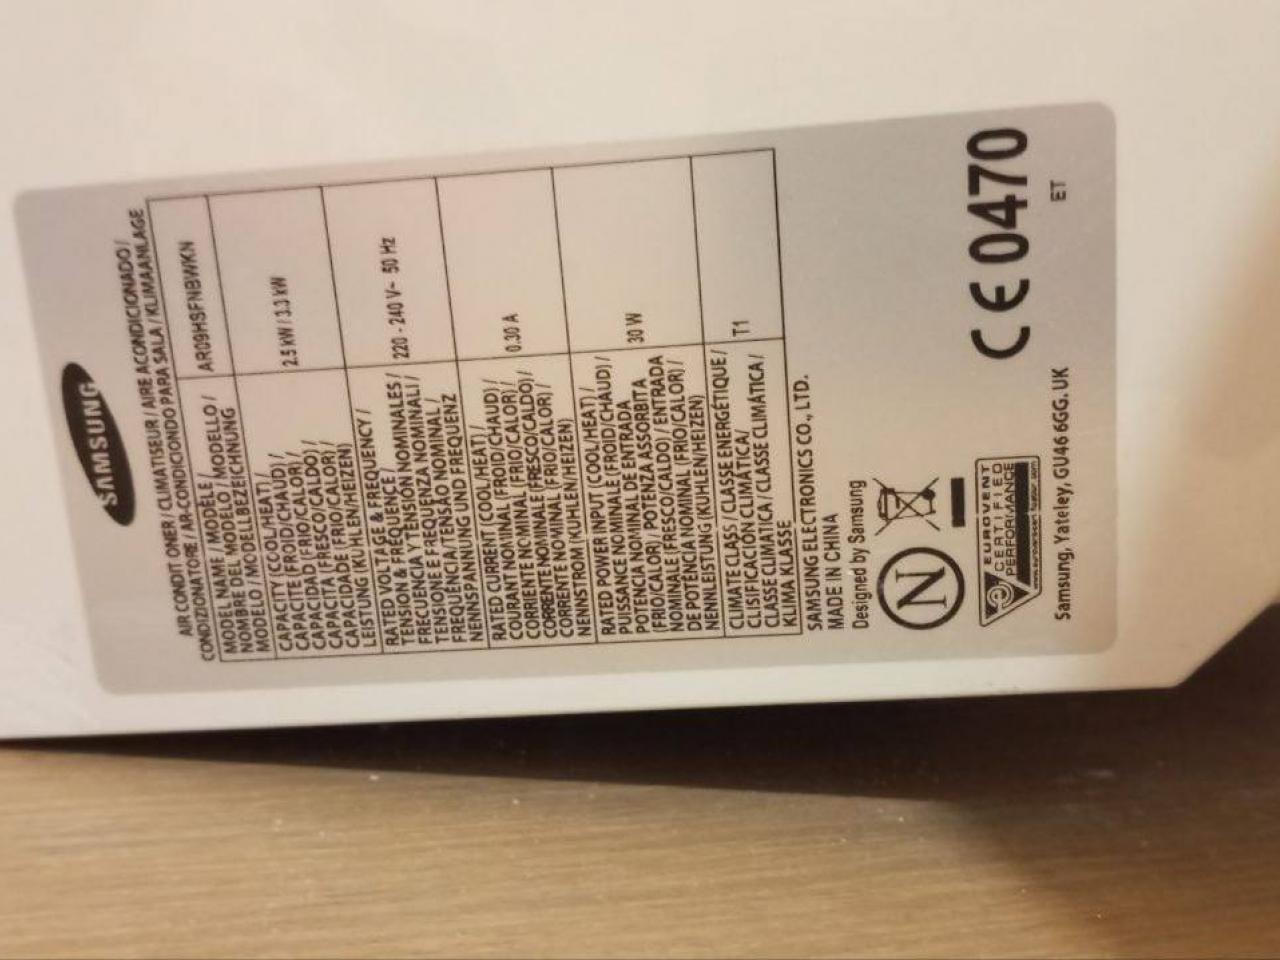 SAMSUNG
AIR CONDIT ONER / CLIMATISEUR / AIRE ACONDICIONADO /
CONDIZIONATORE / AR-CONDICIONDO PARA SALA / KLIMAANLAGE
MODEL NAME / MODÈLE /
NOMBRE DEL MODELO / MODELLO /
MODELO / MODELLBEZEICHNUNG
AR09HSFNBWKN
CAPACITY (COOL/HEAT) /
CAPACITÉ (FROID/CHAUD) /
CAPACIDAD (FRIO/CALOR) /
CAPACITA (FRESCO/CALDO) /
CAPACIDADE (FRIO/CALOR) /
LEISTUNG (KUHLEN/HEIZEN)
2.5 kW / 3.3 kW
RATED VOLTAGE & FREQUENCY /
TENSION & FRÉQUENCE NOMINALES /
FRECUENCIA Y TENSIÓN NOMINALES /
TENSIONE E FREQUENZA NOMINALI /
FREQUÊNCIA / TENSÃO NOMINAL /
NENNSPANNUNG UND FREQUENZ
220 - 240 V~ 50 Hz
RATED CURRENT (COOL/HEAT) /
COURANT NOMINAL (FROID/CHAUD) /
CORRIENTE NOMINAL (FRIO/CALOR) /
CORRENTE NOMINALE (FRESCO/CALDO) /
CORRENTE NOMINAL (FRIO/CALOR) /
NENNSTROM (KUHLEN/HEIZEN)
0.30 A
RATED POWER INPUT (COOL/HEAT) /
PUISSANCE NOMINALE (FROID/CHAUD) /
POTENCIA NOMINAL DE ENTRADA
(FRIO/CALOR) / POTENZA ASSORBITA
NOMINALE (FRESCO/CALDO) / ENTRADA
DE POTÊNCIA NOMINAL (FRIO/CALOR) /
NENNLEISTUNG (KUHLEN/HEIZEN)
30 W
CLIMATE CLASS / CLASSE ENERGÉTIQUE /
CLISIFICACIÓN CLIMÁTICA /
CLASSE CLIMATICA / CLASSE CLIMÁTICA /
KLIMA KLASSE
T1
SAMSUNG ELECTRONICS CO., LTD.
MADE IN CHINA
Designed by Samsung
N
EUROVENT
CERTIFIED
PERFORMANCE
CE 0470
Samsung, Yateley, GU46 6GG. UK
ET